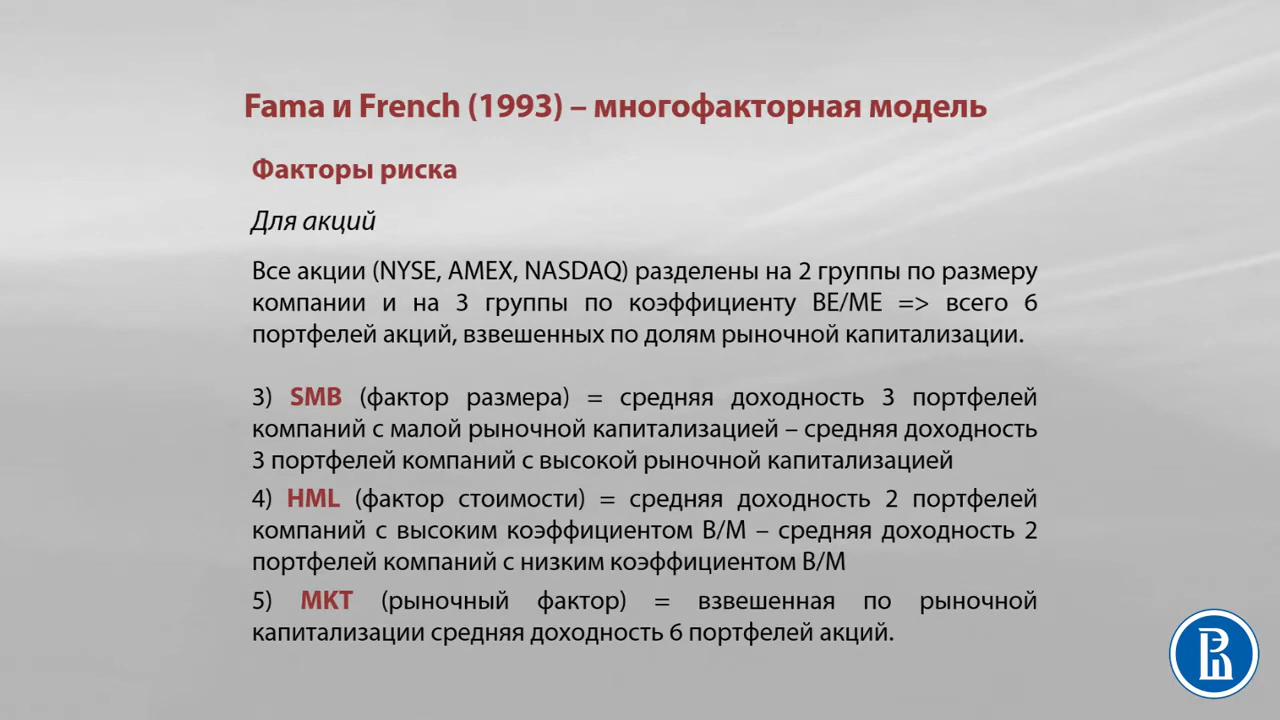 Fama и French (1993) – многофакторная модель
Факторы риска
Для акций
Все акции (NYSE, AMEX, NASDAQ) разделены на 2 группы по размеру
компании и на 3 группы по коэффициенту BE/ME => всего 6
портфелей акций, взвешенных по долям рыночной капитализации.
3) SMB (фактор размера) = средняя доходность 3 портфелей
компаний с малой рыночной капитализацией – средняя доходность
3 портфелей компаний с высокой рыночной капитализацией
4) HML (фактор стоимости) = средняя доходность 2 портфелей
компаний с высоким коэффициентом B/M – средняя доходность 2
портфелей компаний с низким коэффициентом B/M
5) MKT (рыночный фактор) = взвешенная по рыночной
капитализации средняя доходность 6 портфелей акций.